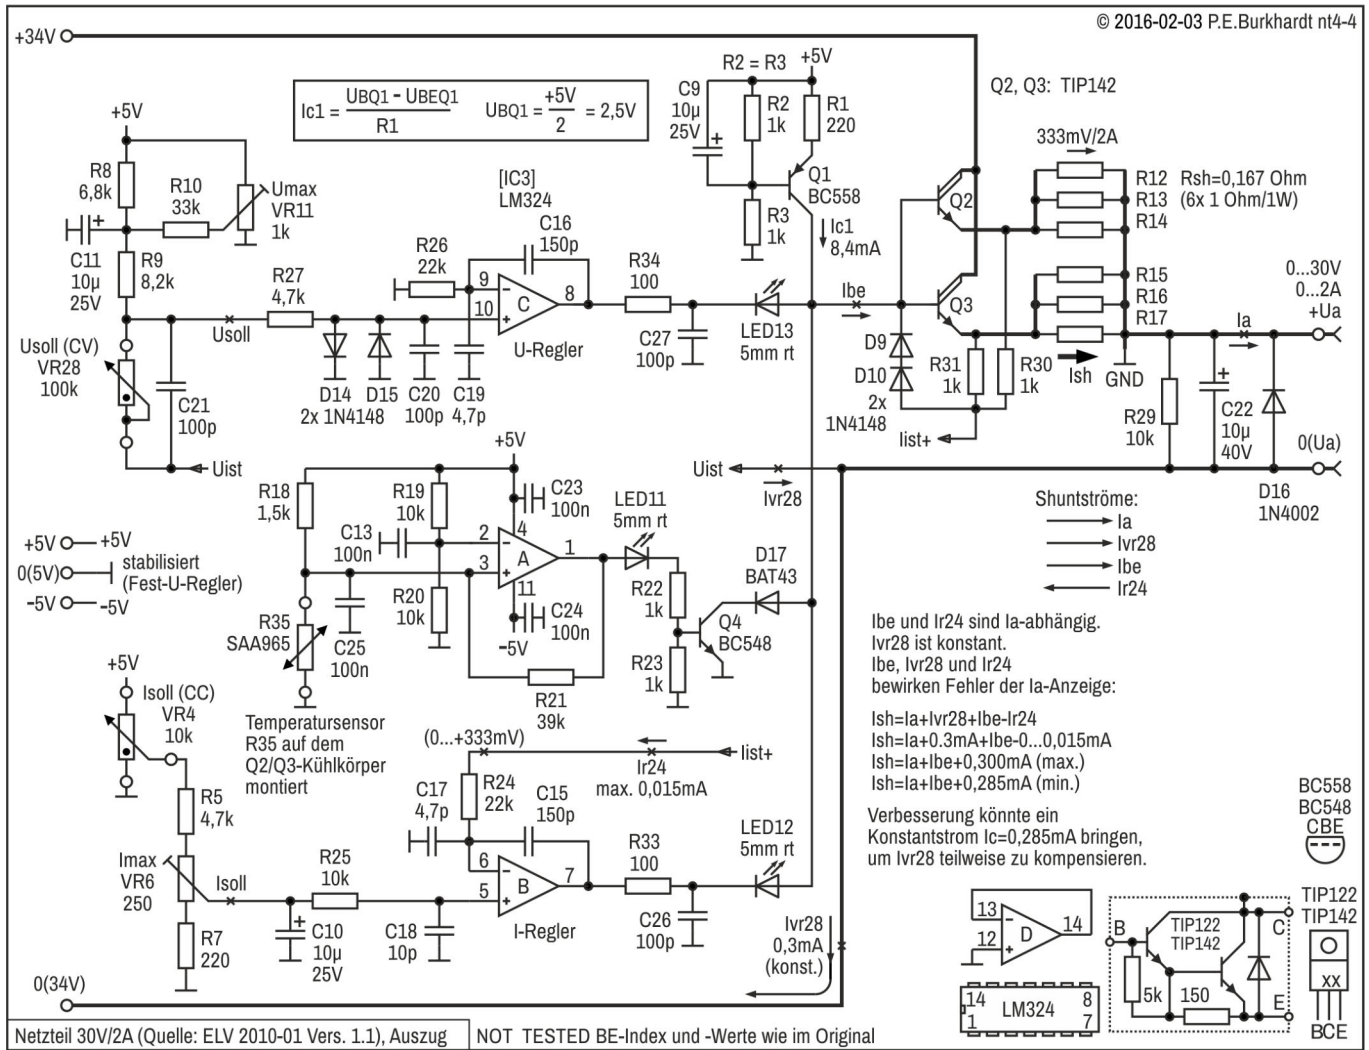 © 2016-02-03 P.E.Burkhardt nt4-4
+34V
Ic1 = UBQ1 - UBEQ1 / R1
UBQ1 = +5V / 2 = 2,5V
R2 = R3
+5V
C9
10µ
25V
+
R2
1k
R1
220
Q1
BC558
R3
1k
Ic1
8,4mA
Q2, Q3: TIP142
333mV/2A
R12
R13
R14
Rsh=0,167 Ohm
(6x 1 Ohm/1W)
R15
R16
R17
Q2
Q3
0...30V
0...2A
+Ua
Ia
Ish
GND
+5V
R8
6,8k
R10
33k
Umax
VR11
1k
+
C11
10µ
25V
R9
8,2k
R27
4,7k
Usoll
Usoll (CV)
VR28
100k
C21
100p
Uist
[IC3]
LM324
R26
22k
C16
150p
9
10
8
C
-
+
U-Regler
D14
D15
2x 1N4148
C20
100p
C19
4,7p
R34
100
C27
100p
LED13
5mm rt
Ibe
D9
D10
2x
1N4148
R31
1k
R30
1k
Iist+
R29
10k
+
C22
10µ
40V
0(Ua)
D16
1N4002
Uist
Ivr28
+5V
R18
1,5k
R19
10k
C23
100n
C13
100n
2
3
4
11
1
A
-
+
C24
100n
-5V
R20
10k
C25
100n
R35
SAA965
R21
39k
LED11
5mm rt
R22
1k
R23
1k
Q4
BC548
D17
BAT43
Temperatursensor
R35 auf dem
Q2/Q3-Kühlkörper
montiert
+5V +5V
0(5V)
-5V -5V
stabilisiert
(Fest-U-Regler)
Shuntströme:
Ia
Ivr28
Ibe
Ir24
Ibe und Ir24 sind Ia-abhängig.
Ivr28 ist konstant.
Ibe, Ivr28 und Ir24
bewirken Fehler der Ia-Anzeige:
Ish=Ia+Ivr28+Ibe-Ir24
Ish=Ia+0.3mA+Ibe-0...0,015mA
Ish=Ia+Ibe+0,300mA (max.)
Ish=Ia+Ibe+0,285mA (min.)
Verbesserung könnte ein
Konstantstrom Ic=0,285mA bringen,
um Ivr28 teilweise zu kompensieren.
+5V
Isoll (CC)
VR4
10k
R5
4,7k
Imax
VR6
250
Isoll
R7
220
R25
10k
+
C10
10µ
25V
C18
10p
(0...+333mV)
Ir24
max. 0,015mA
Iist+
C17
4,7p
R24
22k
C15
150p
6
5
7
B
-
+
I-Regler
R33
100
C26
100p
LED12
5mm rt
Ivr28
0,3mA
(konst.)
0(34V)
13
12
14
D
-
+
14
1
8
7
LM324
BC558
BC548
CBE
B
C
E
TIP122
TIP142
5k
150
TIP122
TIP142
XX
BCE
Netzteil 30V/2A (Quelle: ELV 2010-01 Vers. 1.1), Auszug
NOT TESTED BE-Index und -Werte wie im Original